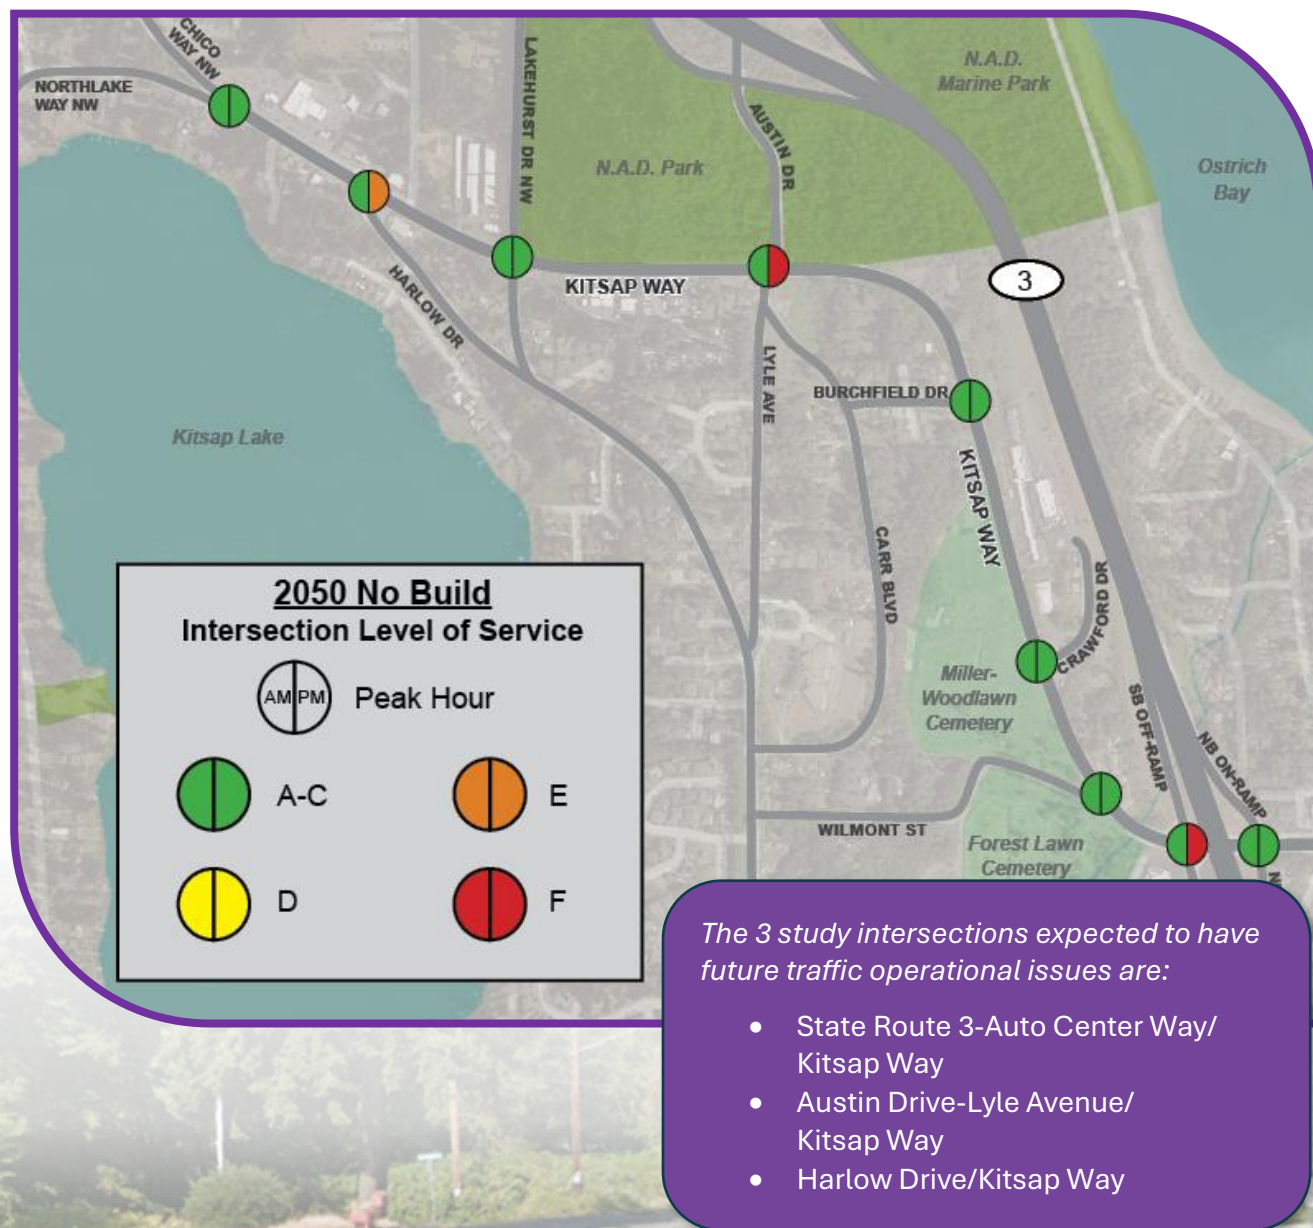 CHICO
WAY NW
NORTHLAKE
WAY NW
LAKEHURST DR NW
N.A.D. Park
AUSTIN DR
N.A.D.
Marine Park
Ostrich
Bay
3
HARLOW DR
KITSAP WAY
LYLE AVE
BURCHFIELD DR
KITSAP WAY
Kitsap Lake
CARR BLVD
CRAWFORD DR
Miller-
Woodlawn
Cemetery
SB OFF-RAMP
NB ON-RAMP
WILMONT ST
Forest Lawn
Cemetery
N
2050 No Build
Intersection Level of Service
AM PM Peak Hour
A-C
E
D
F
The 3 study intersections expected to have
future traffic operational issues are:
• State Route 3-Auto Center Way/
Kitsap Way
• Austin Drive-Lyle Avenue/
Kitsap Way
• Harlow Drive/Kitsap Way